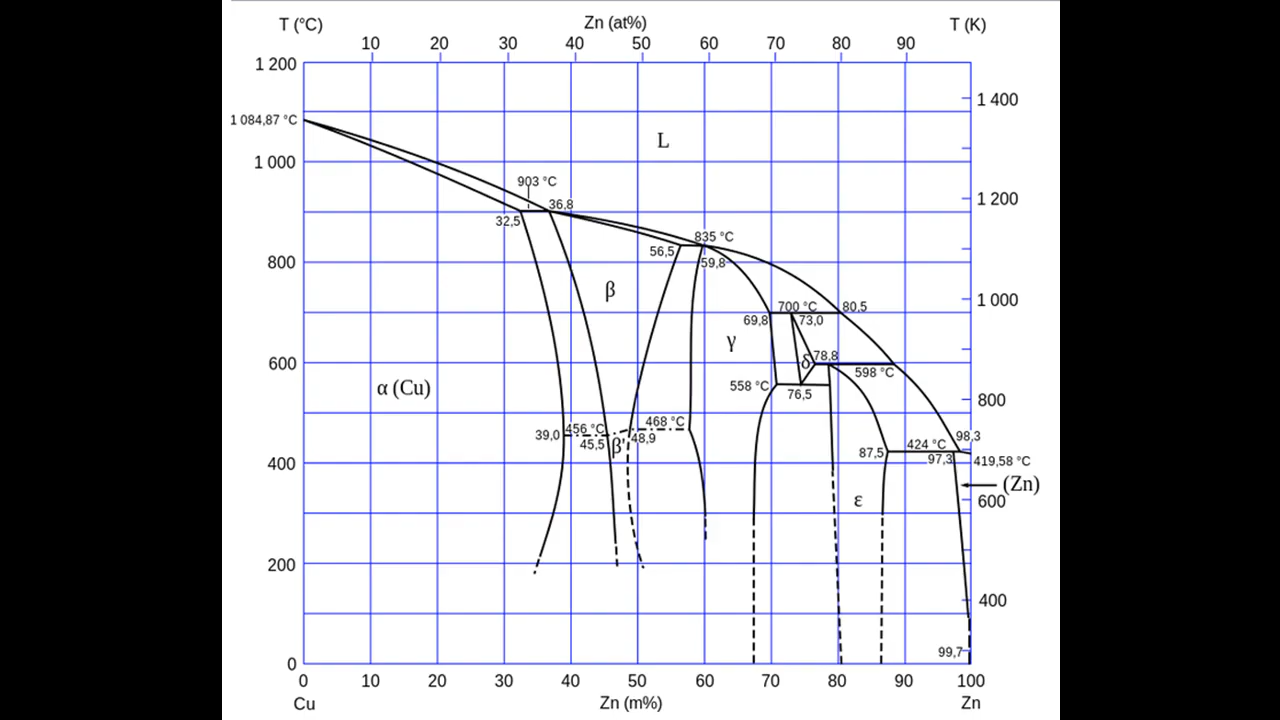 T (°C) Zn (at%) T (K)
10 20 30 40 50 60 70 80 90
1 200
1 400
1 084,87 °C
L
1 000
903 °C
36,8
1 200
32,5
835 °C
56,5
800
59,8
β
1 000
700 °C
80,5
69,8
73,0
γ
δ
78,8
600
598 °C
558 °C
76,5
α (Cu)
800
468 °C
456 °C
39,0
45,5
β'
48,9
98,3
424 °C
87,5
97,3
400
419,58 °C
(Zn)
ε
600
200
400
99,7
0
0 10 20 30 40 50 60 70 80 90 100
Cu Zn (m%) Zn